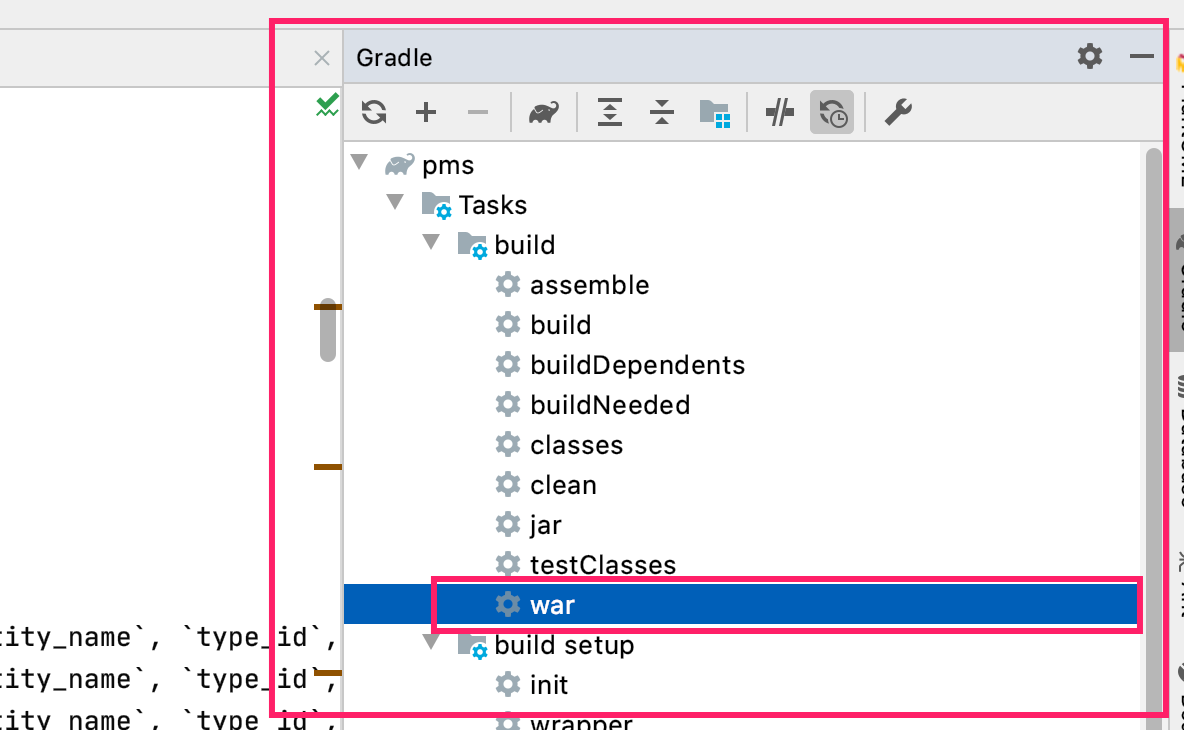 Gradle
pms
Tasks
build
assemble
build
buildDependents
buildNeeded
classes
clean
jar
testClasses
war
build setup
init
wrapper
tity_name`, `type_id`,
tity_name`, `type_id`,
tity_name`, `type_id`,